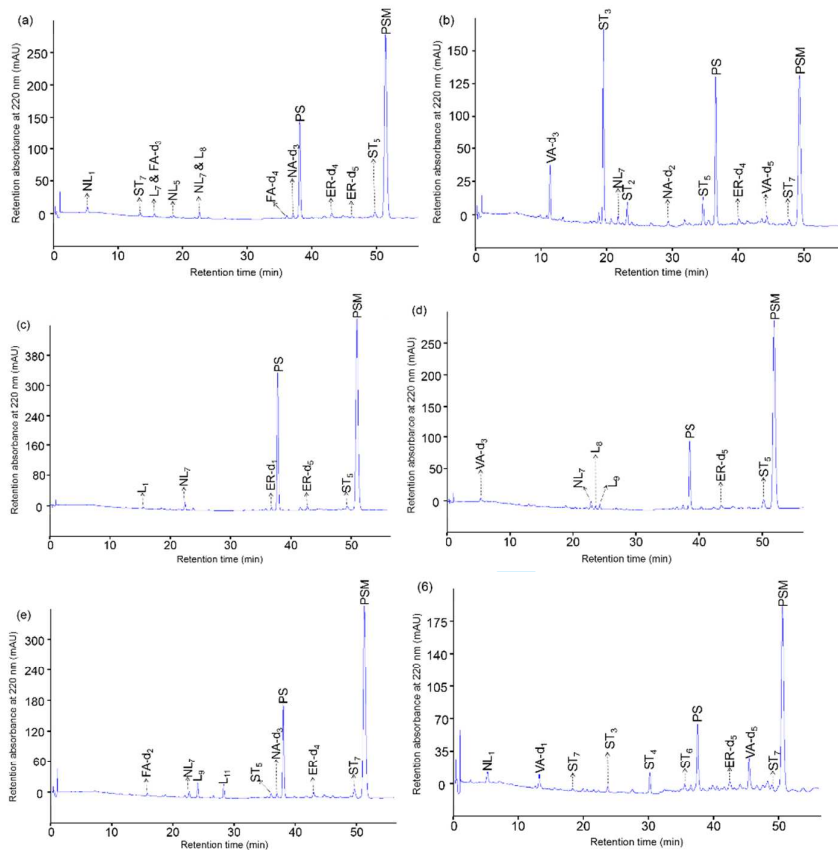 (a)
PSM
PS
NL1
ST7
L7 & FA-d3
NL5
NL7 & L8
FA-d4
NA-d3
ER-d4
ER-d5
ST5
Retention absorbance at 220 nm (mAU)
250
200
150
100
50
0
0 10 20 30 40 50
Retention time (min)
(b)
ST3
PS
PSM
VA-d3
NL7
ST2
NA-d2
ST5
ER-d4
VA-d5
ST7
Retention absorbance at 220 nm (mAU)
150
125
100
75
50
25
0
0 10 20 30 40 50
Retention time (min)
(c)
PSM
PS
L1
NL7
ER-d1
ER-d5
ST5
Retention absorbance at 220 nm (mAU)
380
300
240
160
80
0
0 10 20 30 40 50
Retention time (min)
(d)
PSM
PS
VA-d3
NL7
L8
L9
ER-d5
ST5
Retention absorbance at 220 nm (mAU)
250
200
150
100
50
0
0 10 20 30 40 50
Retention time (min)
(e)
PSM
PS
FA-d2
NL7
L9
L11
ST5
NA-d3
ER-d4
ST7
Retention absorbance at 220 nm (mAU)
300
240
180
120
60
0
0 10 20 30 40 50
Retention time (min)
(6)
PSM
PS
NL1
VA-d1
ST7
ST3
ST4
ST6
ER-d5
VA-d5
ST7
Retention absorbance at 220 nm (mAU)
175
140
105
70
35
0
0 10 20 30 40 50
Retention time (min)